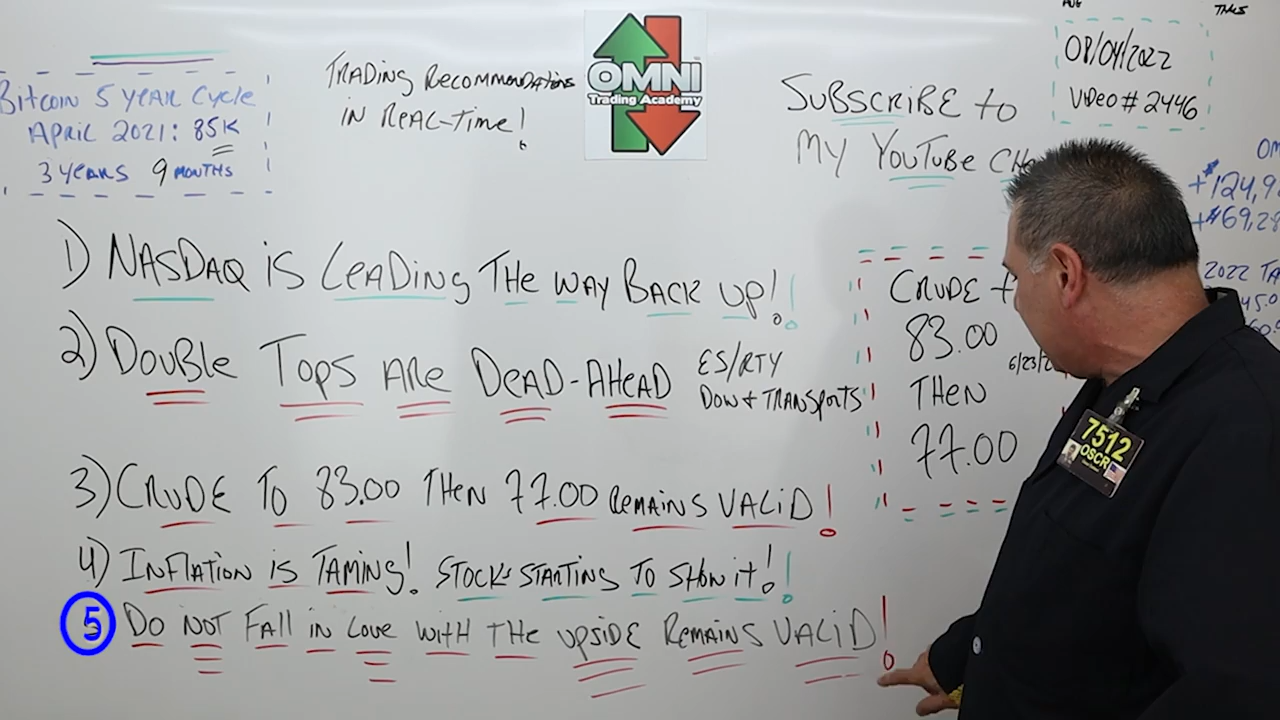 AUG
08/04/2022
VIDEO # 2446
Bitcoin 5 YEAR CYCLE
APRIL 2021: 85K
3 YEARS 9 MONTHS
TRADING RECOMMENDATIONS
IN REAL-TIME!
OMNI
Trading Academy
SUBSCRIBE to
MY YOUTUBE
1) NASDAQ iS LEADING THE WAY BACK UP!!
2) DOUBLE TOPS ARE DEAD-AHEAD
ES/RTY
DOW + TRANSPORTS
3) CRUDE TO 83.00 THEN 77.00 REMAINS VALiD!
4) INFLATION is TAMING! STOCKS STARTING TO SHOW it!!
5 DO NOT FALL IN LOVE WITH THE UPSIDE REMAINS VALiD!
CRUDE
83.00
THEN
77.00
2022
7512
OSCR